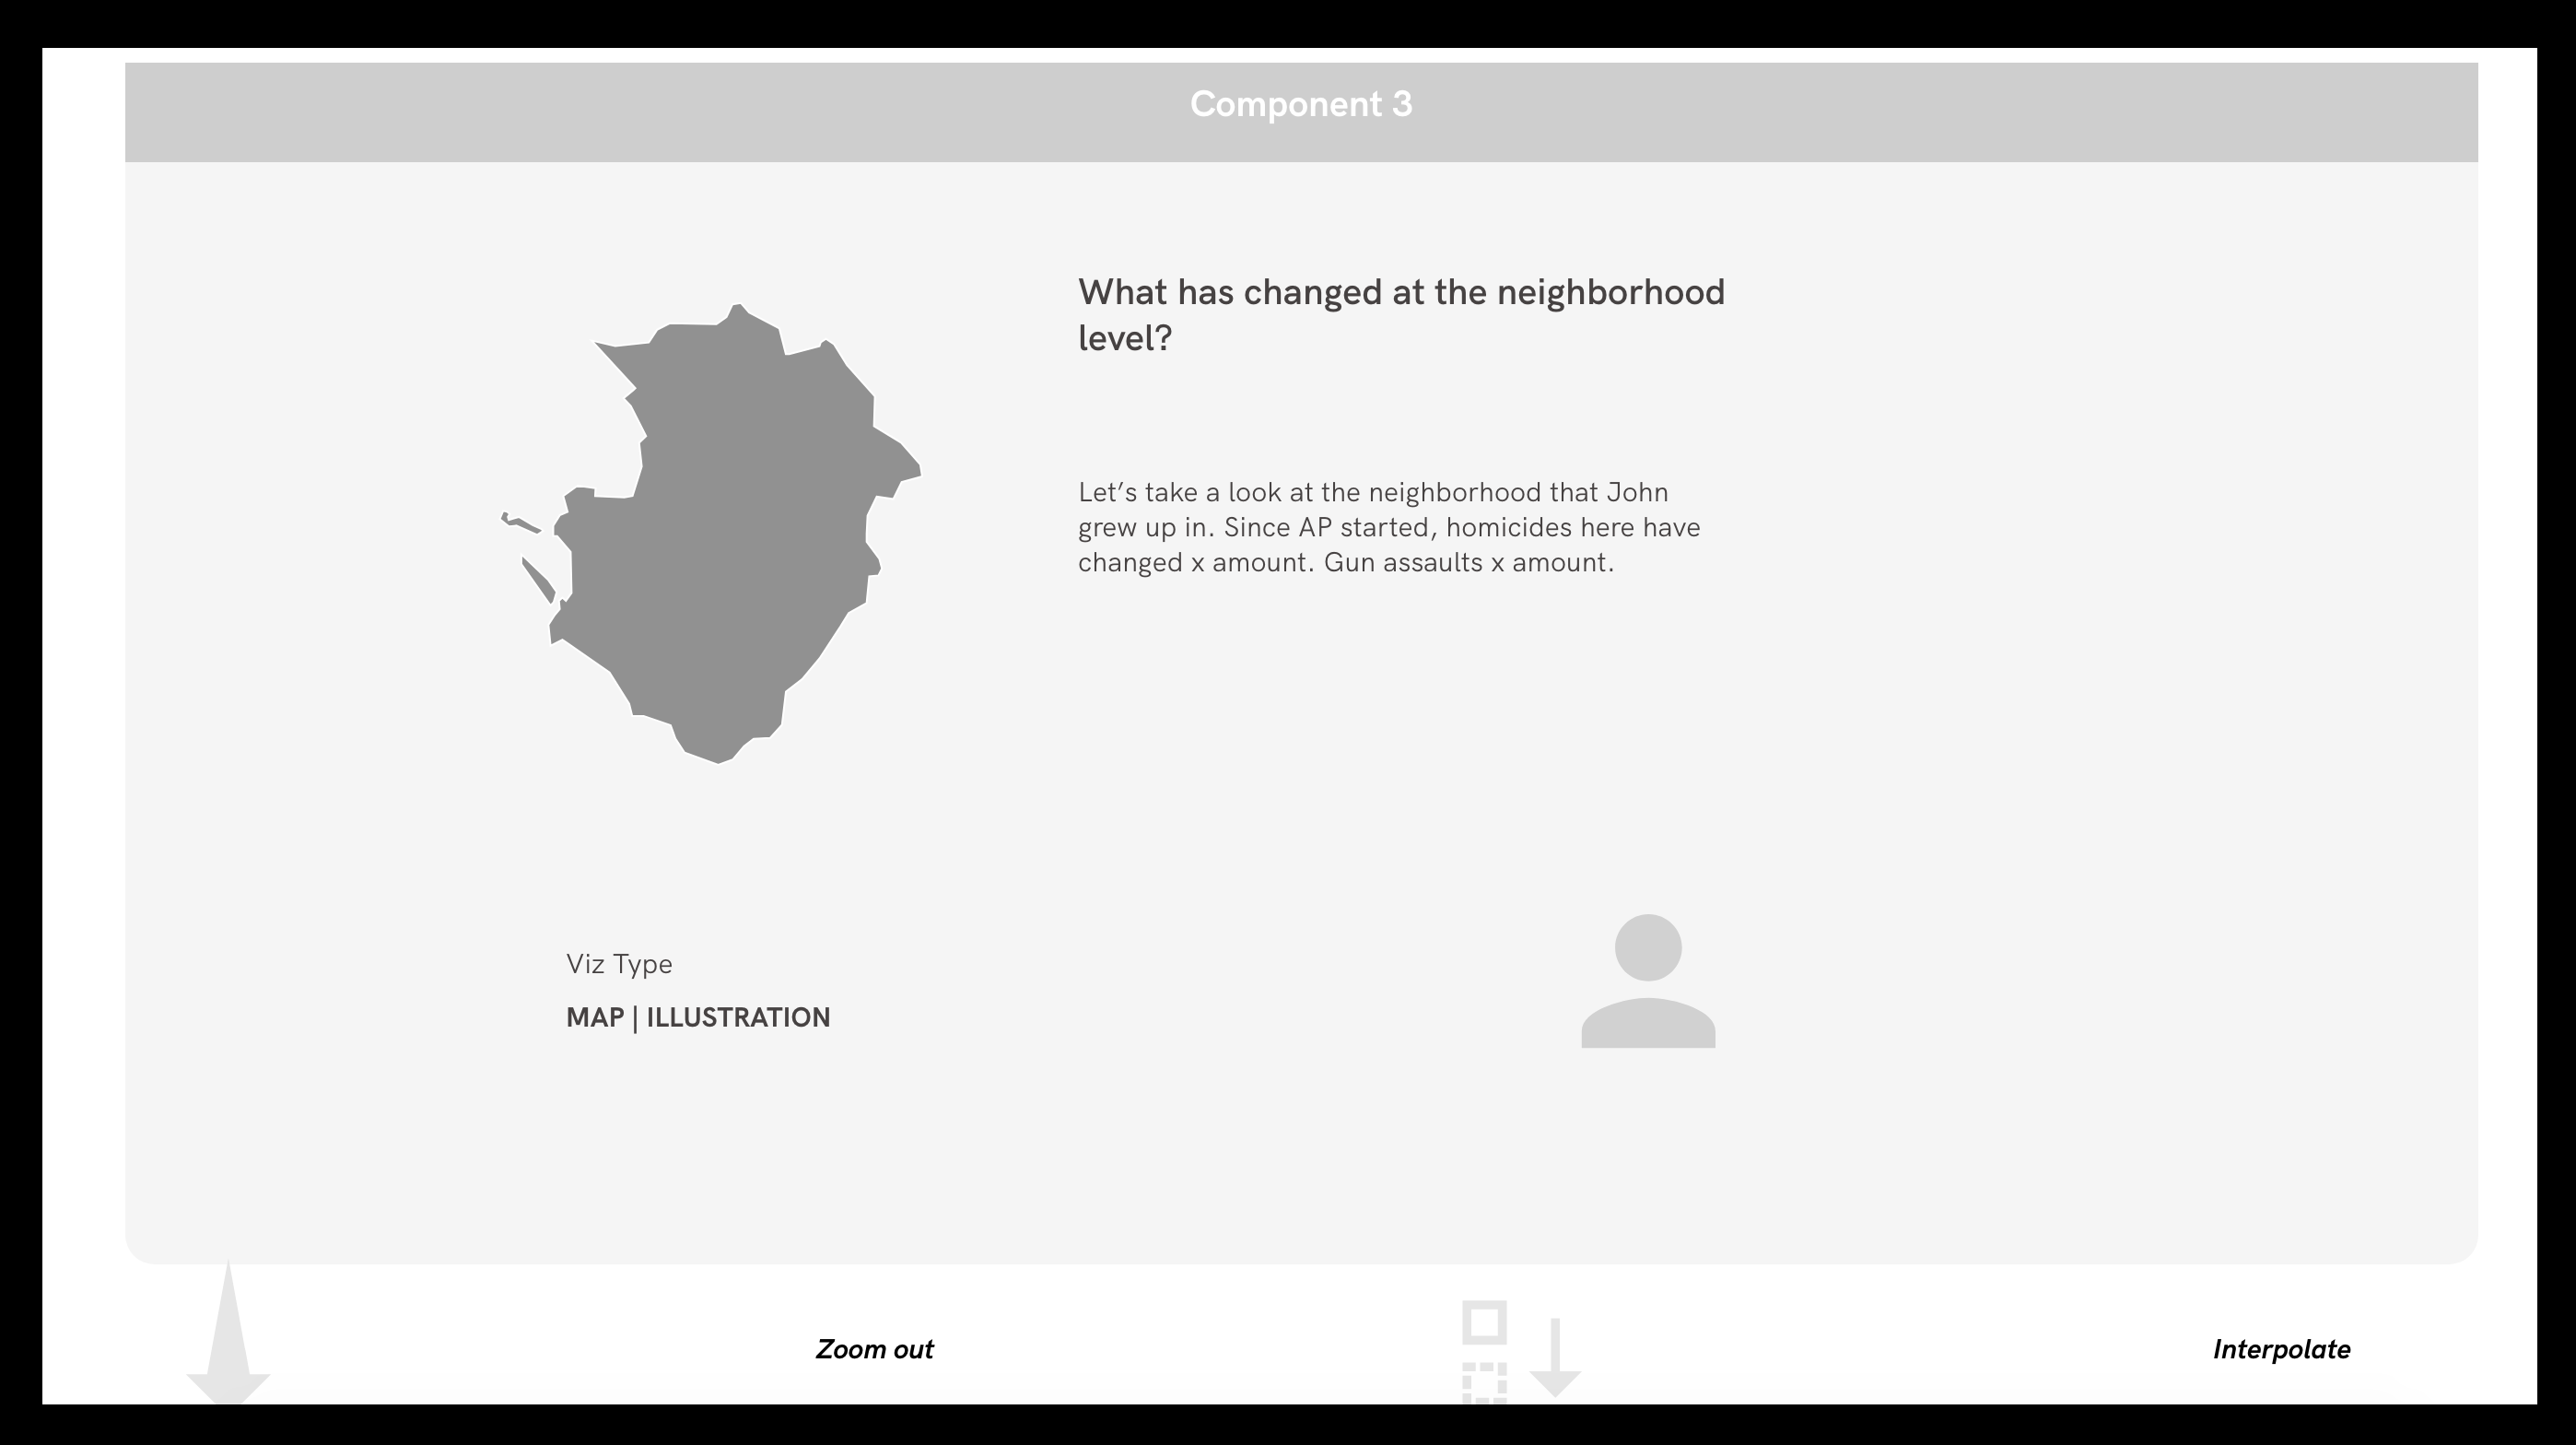 Component 3
What has changed at the neighborhood
level?
Let’s take a look at the neighborhood that John
grew up in. Since AP started, homicides here have
changed x amount. Gun assaults x amount.
Viz Type
MAP | ILLUSTRATION
Zoom out
Interpolate